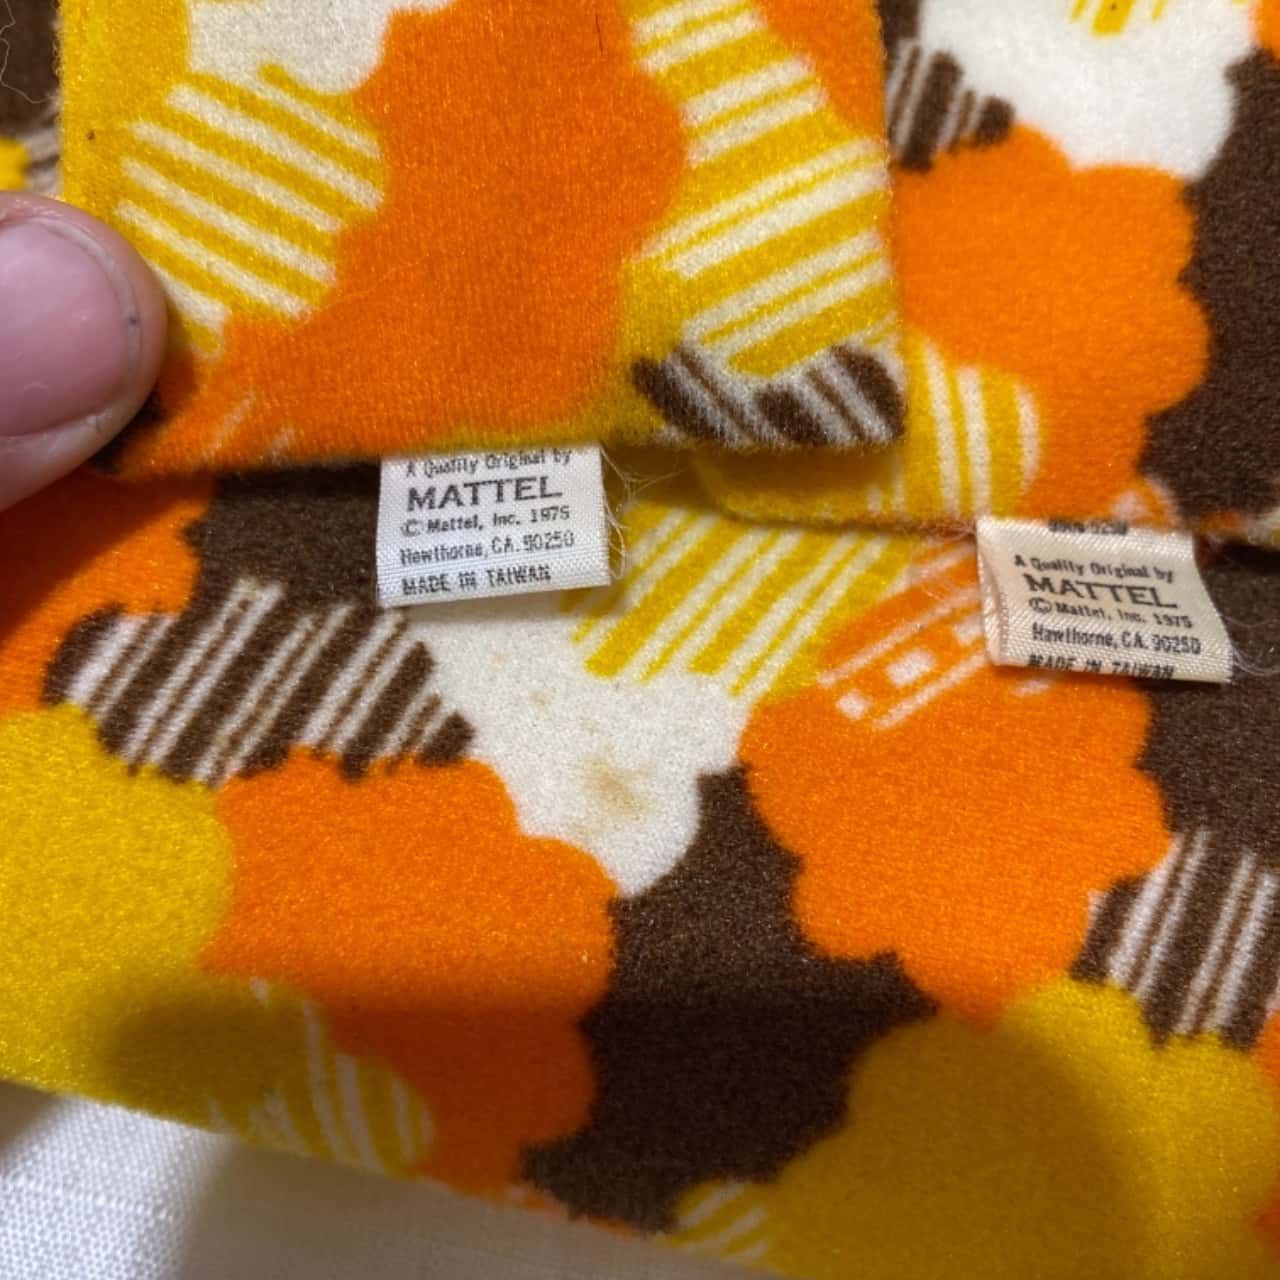 A Quality Original by
MATTEL
© Mattel, Inc. 1975
Hawthorne, CA. 90250
MADE IN TAIWAN
A Quality Original by
MATTEL
© Mattel, Inc. 1975
Hawthorne, CA. 90250
MADE IN TAIWAN